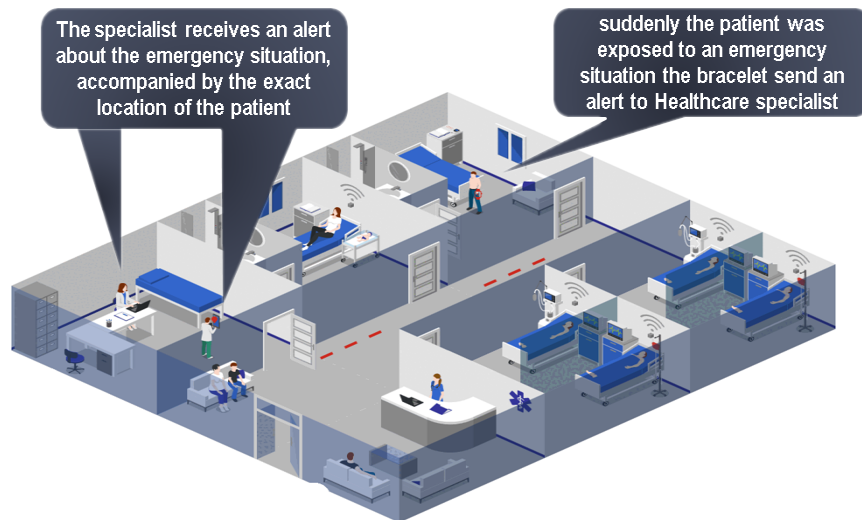 The specialist receives an alert
about the emergency situation,
accompanied by the exact
location of the patient
suddenly the patient was
exposed to an emergency
situation the bracelet send an
alert to Healthcare specialist